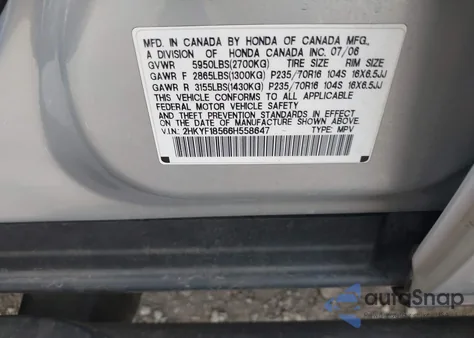 MFD. IN CANADA BY HONDA OF CANADA MFG.,
A DIVISION OF HONDA CANADA INC. 07/06
GVWR 5950LBS(2700KG) TIRE SIZE RIM SIZE
GAWR F 2865LBS(1300KG) P235/70R16 104S 16X6.5JJ
GAWR R 3155LBS(1430KG) P235/70R16 104S 16X6.5JJ
THIS VEHICLE CONFORMS TO ALL APPLICABLE
FEDERAL MOTOR VEHICLE SAFETY
AND THEFT PREVENTION STANDARDS IN EFFECT
ON THE DATE OF MANUFACTURE SHOWN ABOVE.
V.I.N: 2HKYF18566H558647 TYPE: MPV
autoSnap